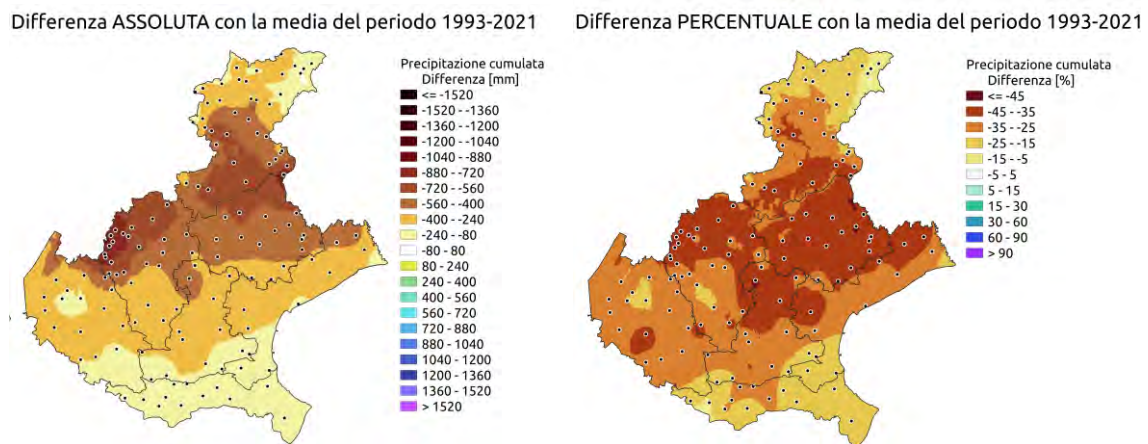 Differenza ASSOLUTA con la media del periodo 1993-2021
Precipitazione cumulata
Differenza [mm]
<= -1520
-1520 - -1360
-1360 - -1200
-1200 - -1040
-1040 - -880
-880 - -720
-720 - -560
-560 - -400
-400 - -240
-240 - -80
-80 - 80
80 - 240
240 - 400
400 - 560
560 - 720
720 - 880
880 - 1040
1040 - 1200
1200 - 1360
1360 - 1520
> 1520
Differenza PERCENTUALE con la media del periodo 1993-2021
Precipitazione cumulata
Differenza [%]
<= -45
-45 - -35
-35 - -25
-25 - -15
-15 - -5
-5 - 5
5 - 15
15 - 30
30 - 60
60 - 90
> 90